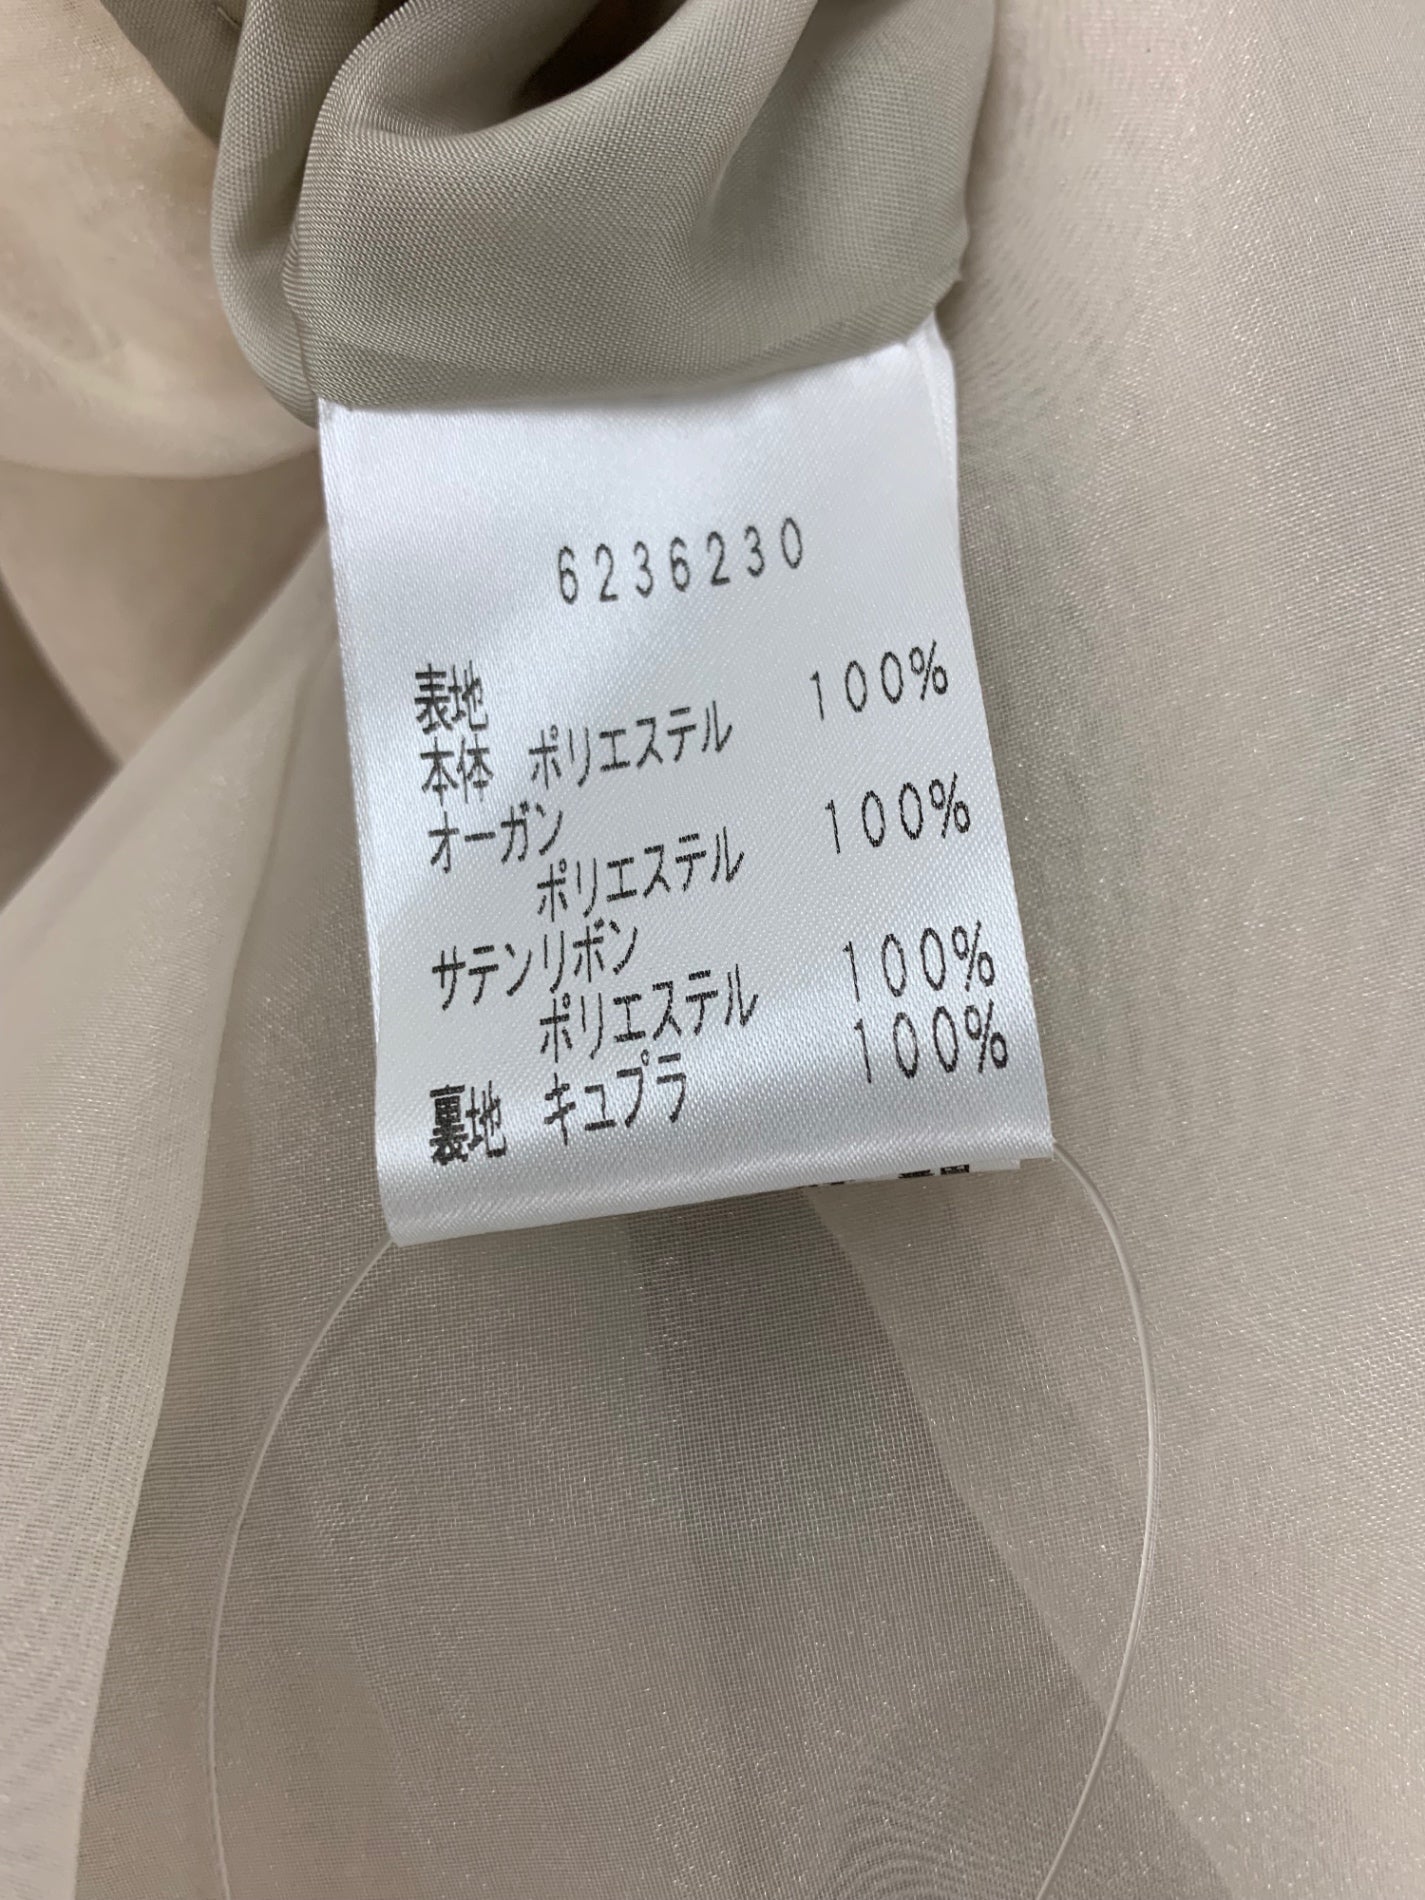 6236230
表地
本体 ポリエステル 100%
オーガン
ポリエステル 100%
サテンリボン
ポリエステル 100%
裏地 キュプラ 100%